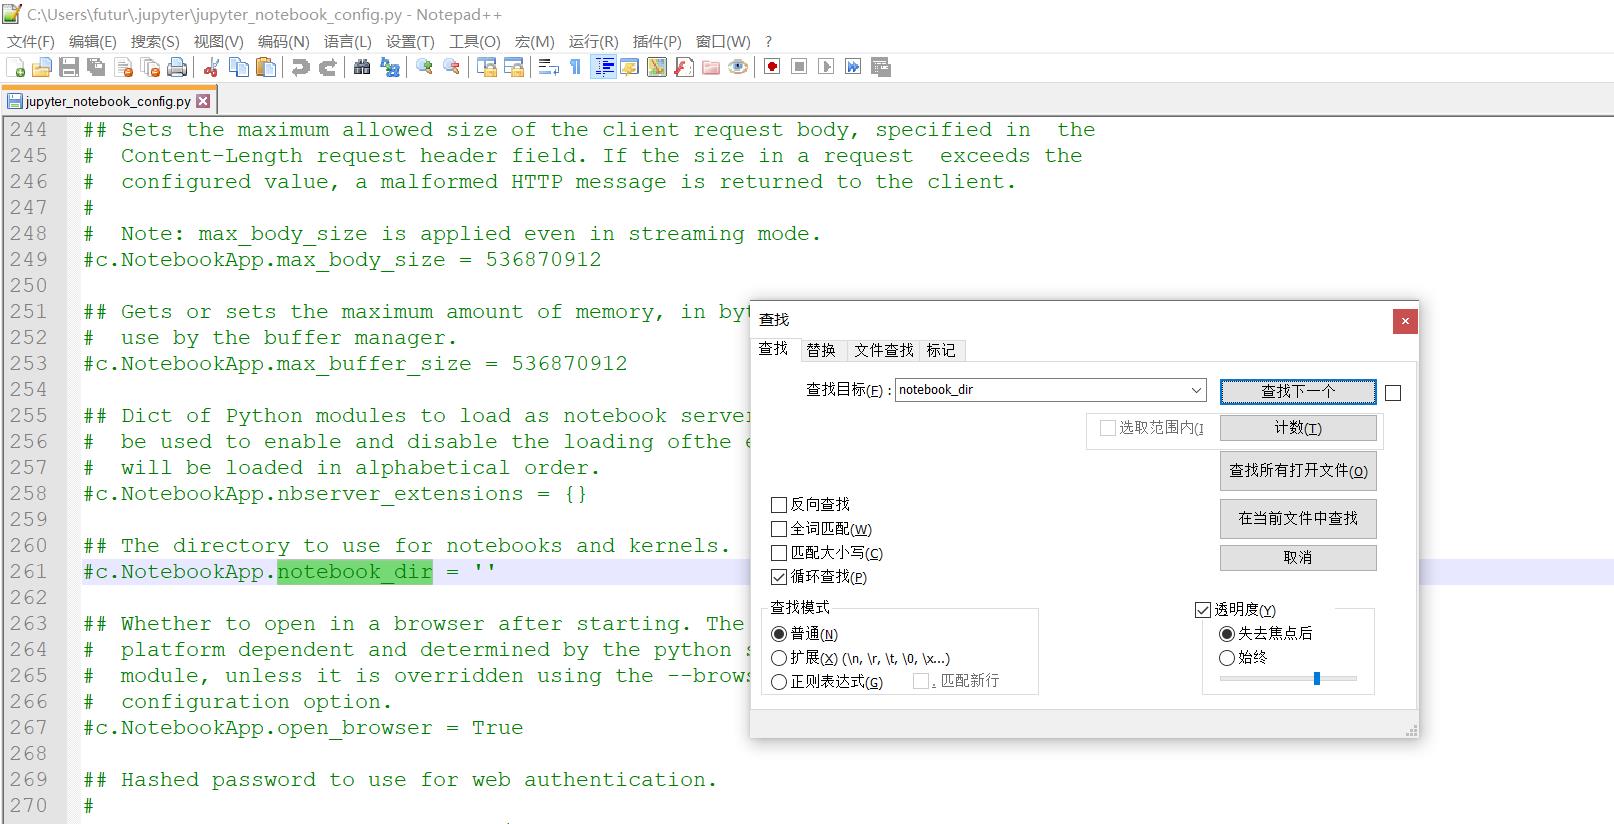 C:\Users\futur\.jupyter\jupyter_notebook_config.py - Notepad++
文件(F) 编辑(E) 搜索(S) 视图(V) 编码(N) 语言(L) 设置(T) 工具(O) 宏(M) 运行(R) 插件(P) 窗口(W) ?
jupyter_notebook_config.py
244 ## Sets the maximum allowed size of the client request body, specified in  the
245 #  Content-Length request header field. If the size in a request  exceeds the
246 #  configured value, a malformed HTTP message is returned to the client.
247 #
248 #  Note: max_body_size is applied even in streaming mode.
249 #c.NotebookApp.max_body_size = 536870912
250
251 ## Gets or sets the maximum amount of memory, in byt
252 #  use by the buffer manager.
253 #c.NotebookApp.max_buffer_size = 536870912
254
255 ## Dict of Python modules to load as notebook server
256 #  be used to enable and disable the loading ofthe e
257 #  will be loaded in alphabetical order.
258 #c.NotebookApp.nbserver_extensions = {}
259
260 ## The directory to use for notebooks and kernels.
261 #c.NotebookApp.notebook_dir = ''
262
263 ## Whether to open in a browser after starting. The
264 #  platform dependent and determined by the python s
265 #  module, unless it is overridden using the --brows
266 #  configuration option.
267 #c.NotebookApp.open_browser = True
268
269 ## Hashed password to use for web authentication.
270 #
查找
查找 替换 文件查找 标记
查找目标(F) : notebook_dir 查找下一个
选取范围内(I 计数(T)
查找所有打开文件(O)
在当前文件中查找
取消
反向查找
全词匹配(W)
匹配大小写(C)
循环查找(P)
查找模式
普通(N)
扩展(X) (\n, \r, \t, \0, \x...)
正则表达式(G) . 匹配新行
透明度(Y)
失去焦点后
始终